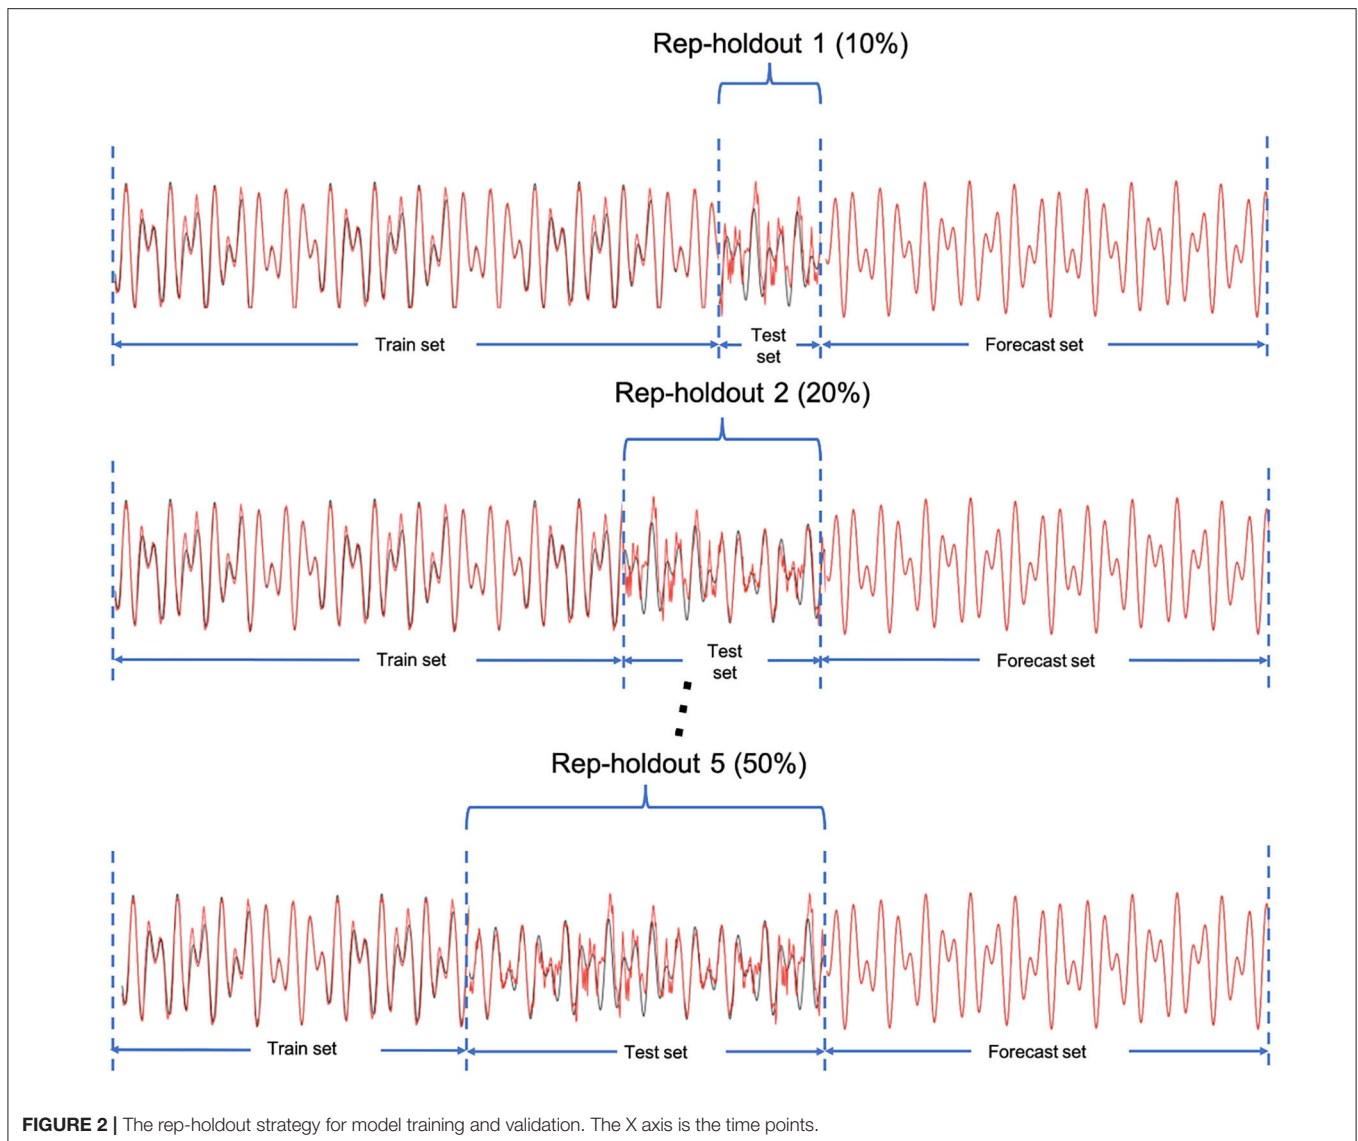 Rep-holdout 1 (10%)
Train set
Test
set
Forecast set
Rep-holdout 2 (20%)
Train set
Test
set
Forecast set
Rep-holdout 5 (50%)
Train set
Test set
Forecast set
FIGURE 2 | The rep-holdout strategy for model training and validation. The X axis is the time points.